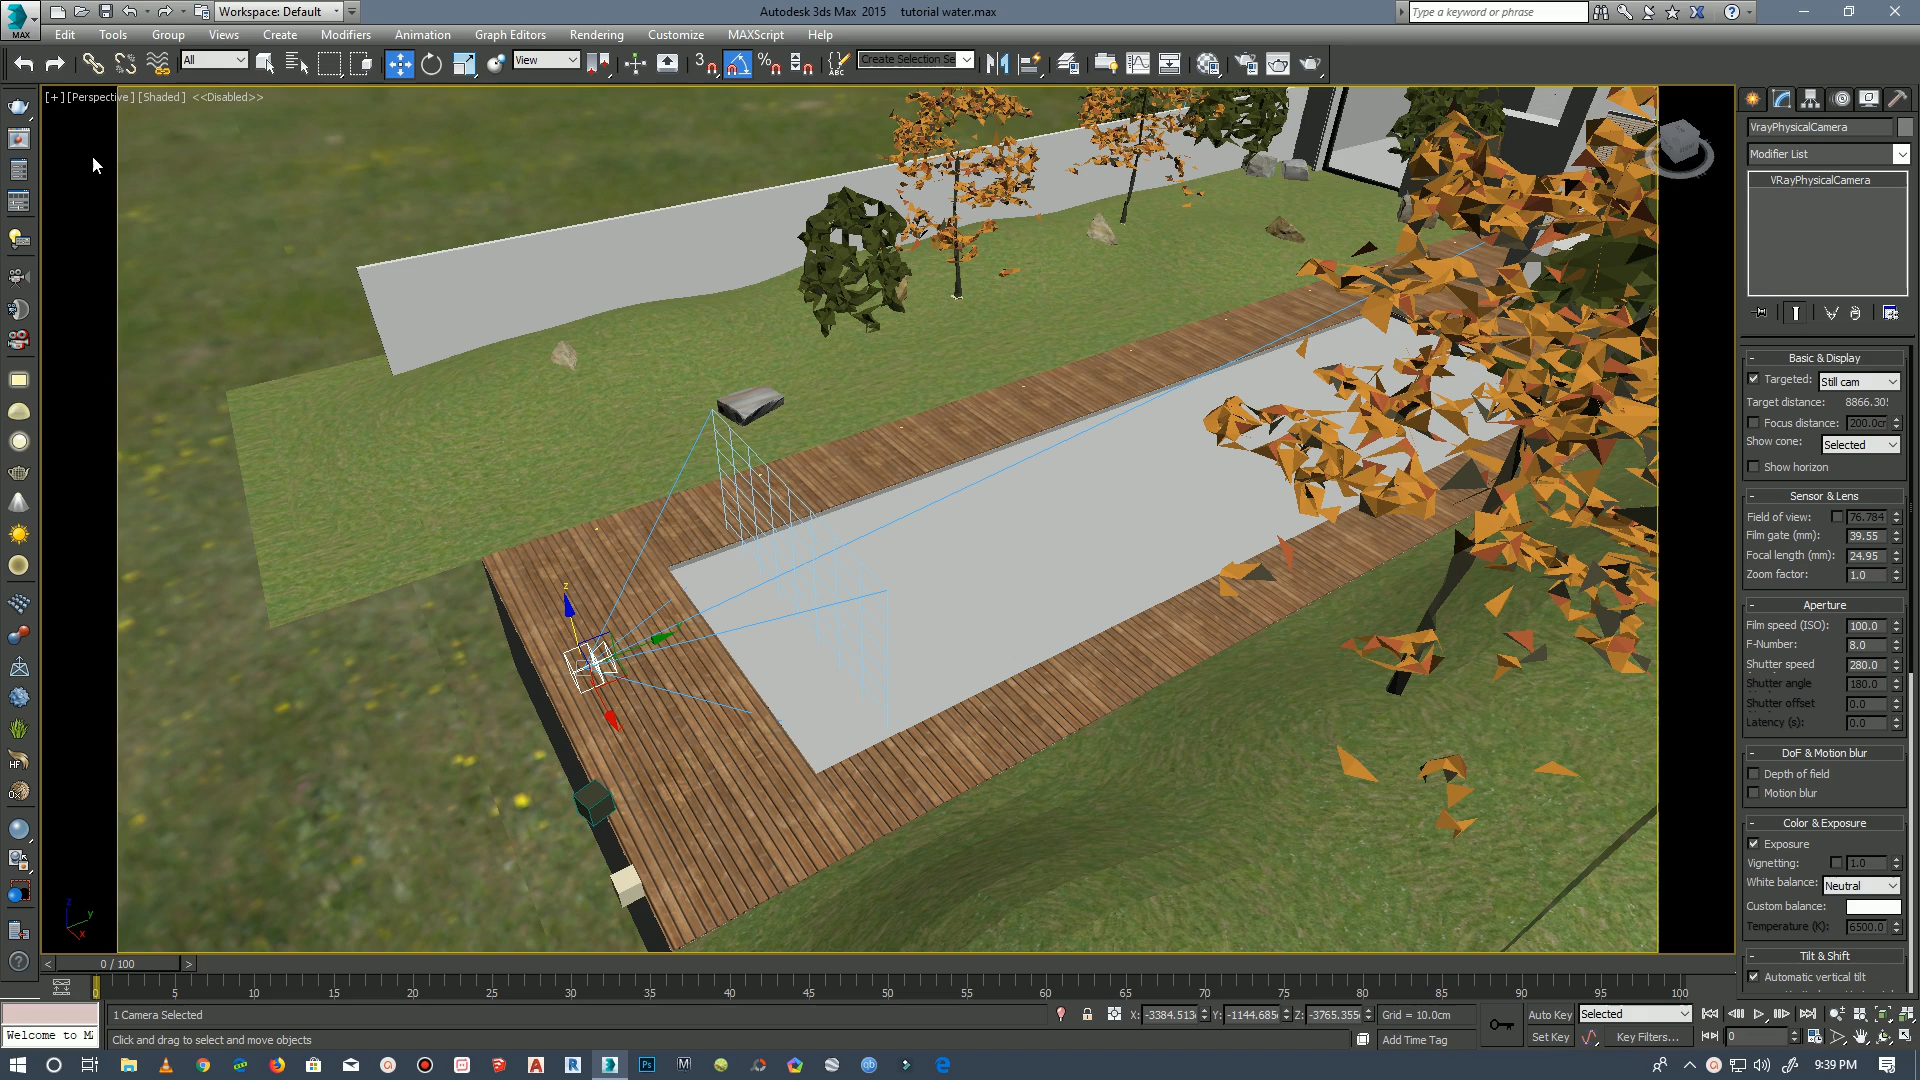 MAX
Workspace: Default
Autodesk 3ds Max 2015    tutorial water.max
Type a keyword or phrase
Edit Tools Group Views Create Modifiers Animation Graph Editors Rendering Customize MAXScript Help
All
View
3
%
ABC
Create Selection Se
[+] [Perspective] [Shaded] <<Disabled>>
VrayPhysicalCamera
Modifier List
VRayPhysicalCamera
- Basic & Display
Targeted: Still cam
Target distance: 8866.30
Focus distance: 200.0cr
Show cone: Selected
Show horizon
- Sensor & Lens
Field of view: 76.784
Film gate (mm): 39.55
Focal length (mm): 24.95
Zoom factor: 1.0
- Aperture
Film speed (ISO): 100.0
F-Number: 8.0
Shutter speed 280.0
Shutter angle 180.0
Shutter offset 0.0
Latency (s): 0.0
- DoF & Motion blur
Depth of field
Motion blur
- Color & Exposure
Exposure
Vignetting: 1.0
White balance: Neutral
Custom balance:
Temperature (K): 6500.0
- Tilt & Shift
Automatic vertical tilt
HF
z
z
y
x
< 0 / 100 >
0 5 10 15 20 25 30 35 40 45 50 55 60 65 70 75 80 85 90 95 100
1 Camera Selected
X: -3384.513 Y: -1144.685 Z: -3765.355 Grid = 10.0cm
Auto Key Selected
Welcome to M
Click and drag to select and move objects
Add Time Tag
Set Key Key Filters... 0
A R Ps M qb
9:39 PM